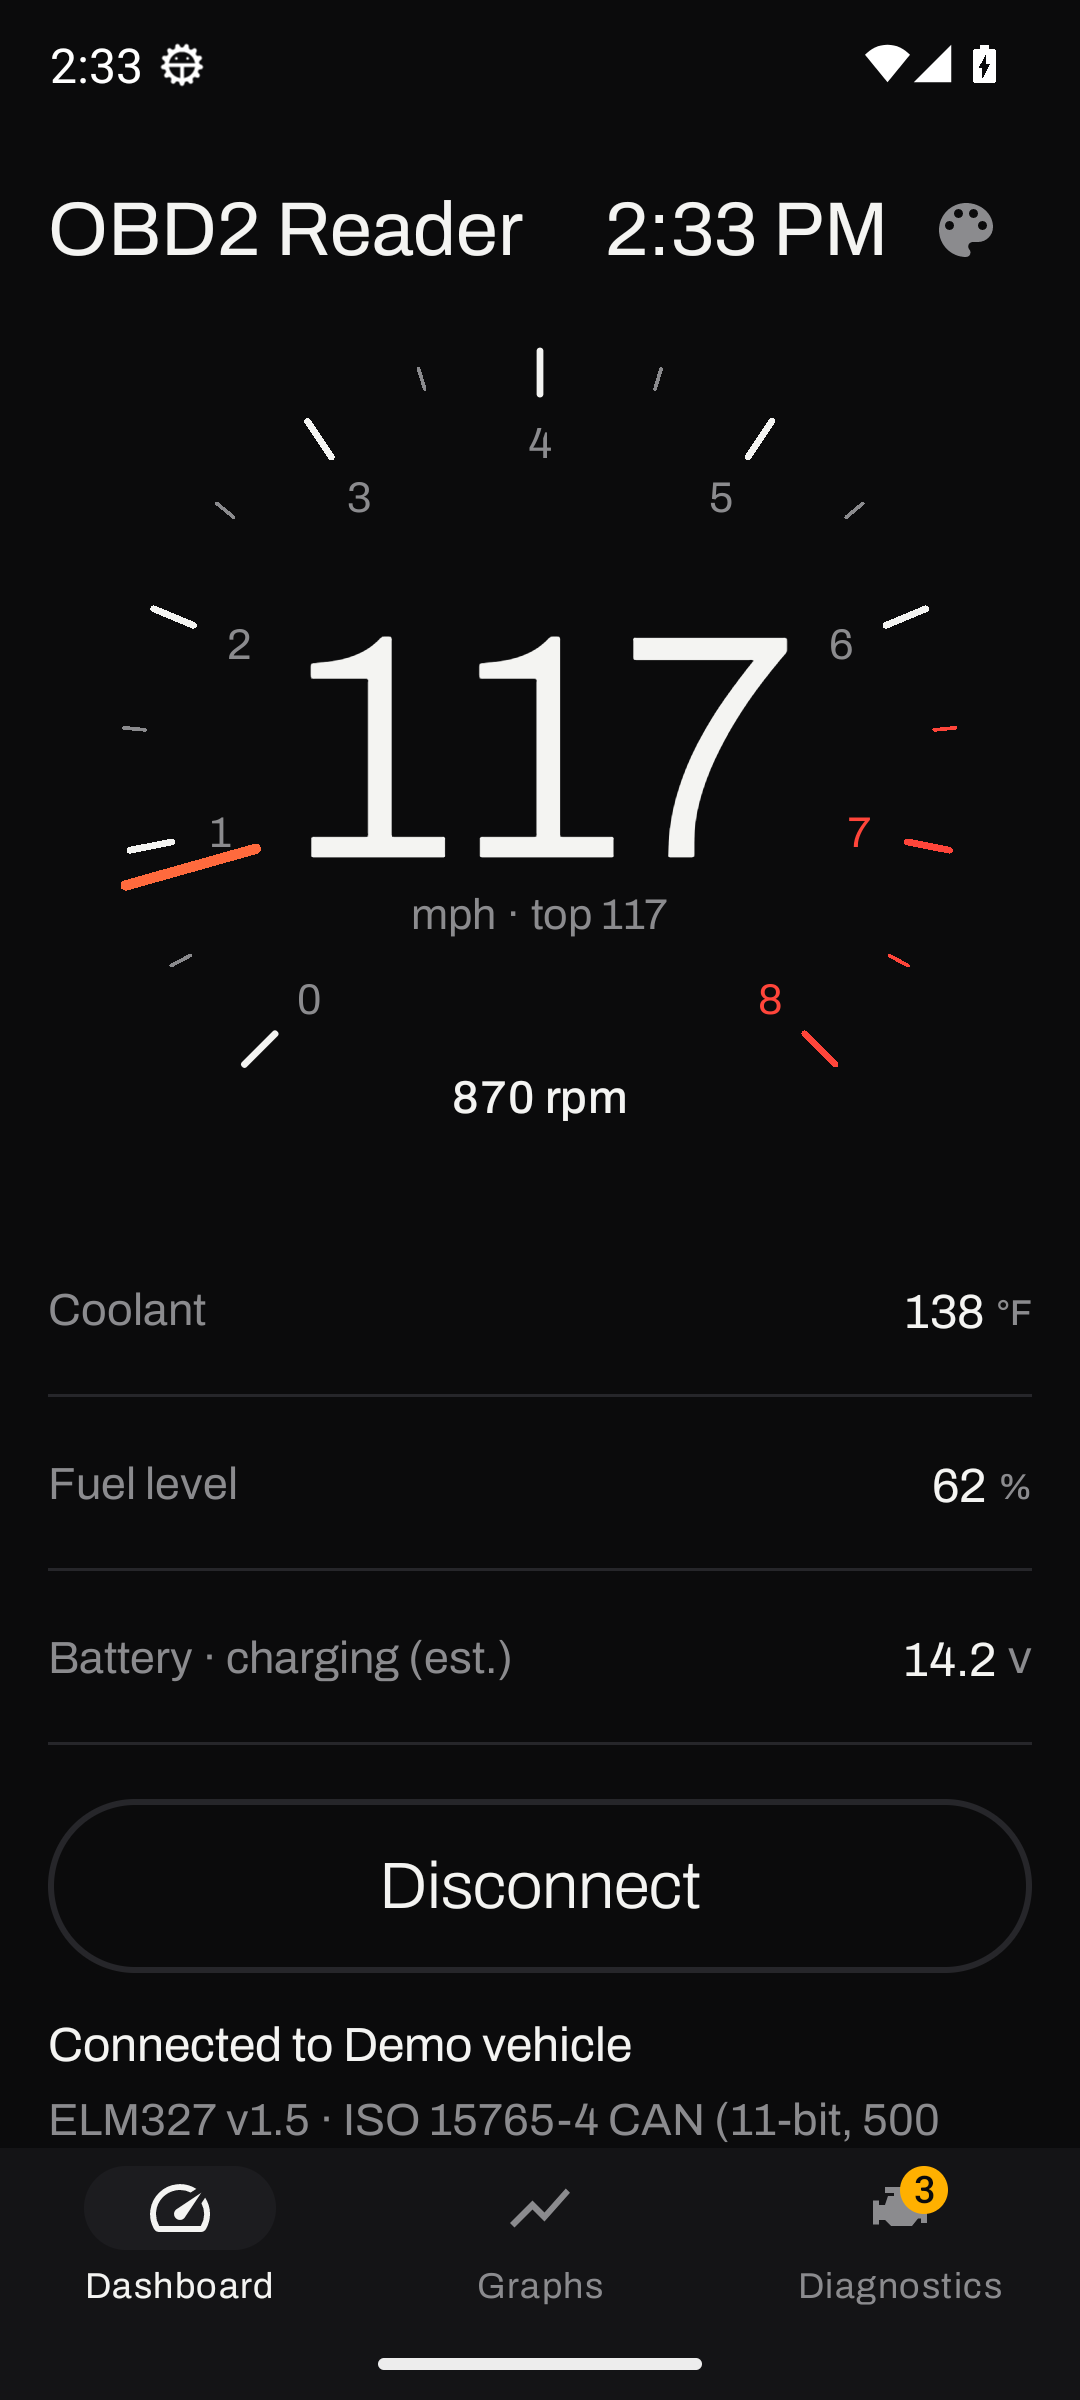 2:33
OBD2 Reader 2:33 PM
4
3 5
2 6
117
1 7
mph · top 117
0 8
870 rpm
Coolant 138 °F
Fuel level 62 %
Battery · charging (est.) 14.2 V
Disconnect
Connected to Demo vehicle
ELM327 v1.5 · ISO 15765-4 CAN (11-bit, 500
3
Dashboard Graphs Diagnostics